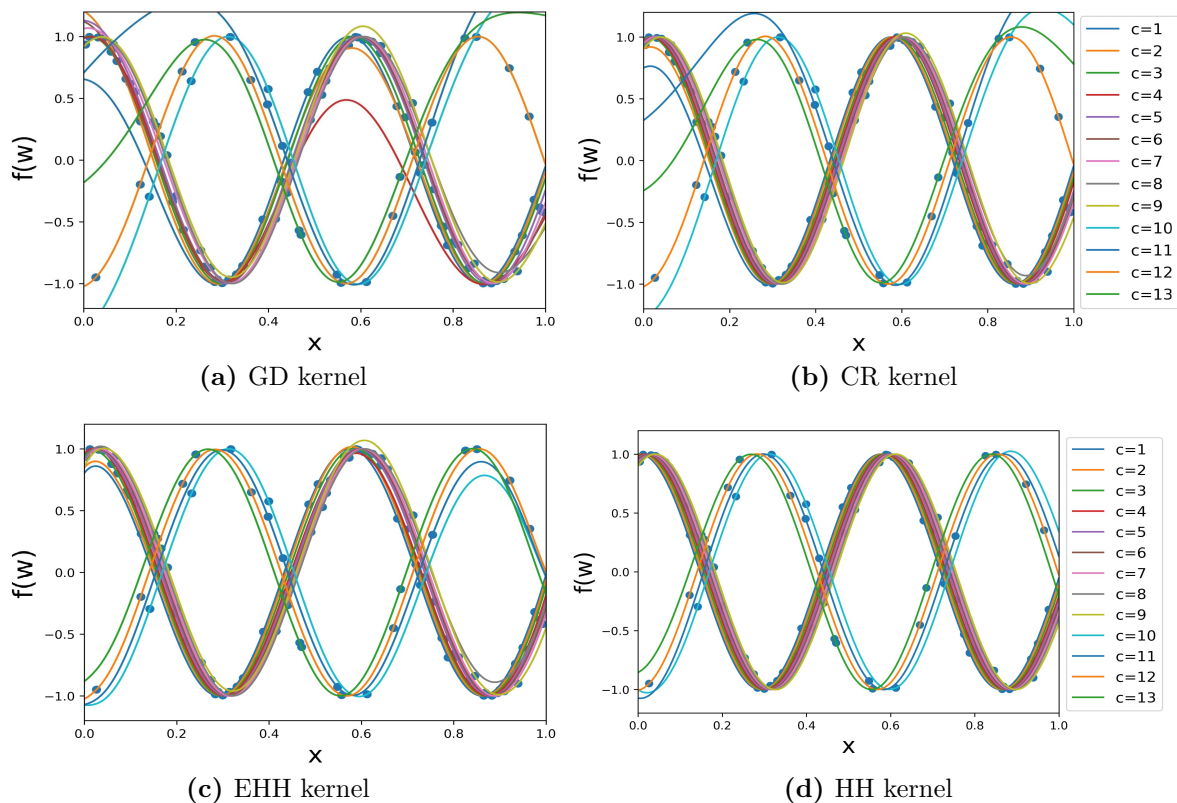 f(w)
1.0
0.5
0.0
−0.5
−1.0
0.0 0.2 0.4 0.6 0.8 1.0
x
(a) GD kernel
f(w)
1.0
0.5
0.0
−0.5
−1.0
0.0 0.2 0.4 0.6 0.8 1.0
x
(b) CR kernel
c=1
c=2
c=3
c=4
c=5
c=6
c=7
c=8
c=9
c=10
c=11
c=12
c=13
f(w)
1.0
0.5
0.0
−0.5
−1.0
0.0 0.2 0.4 0.6 0.8 1.0
x
(c) EHH kernel
f(w)
1.0
0.5
0.0
−0.5
−1.0
0.0 0.2 0.4 0.6 0.8 1.0
x
(d) HH kernel
c=1
c=2
c=3
c=4
c=5
c=6
c=7
c=8
c=9
c=10
c=11
c=12
c=13